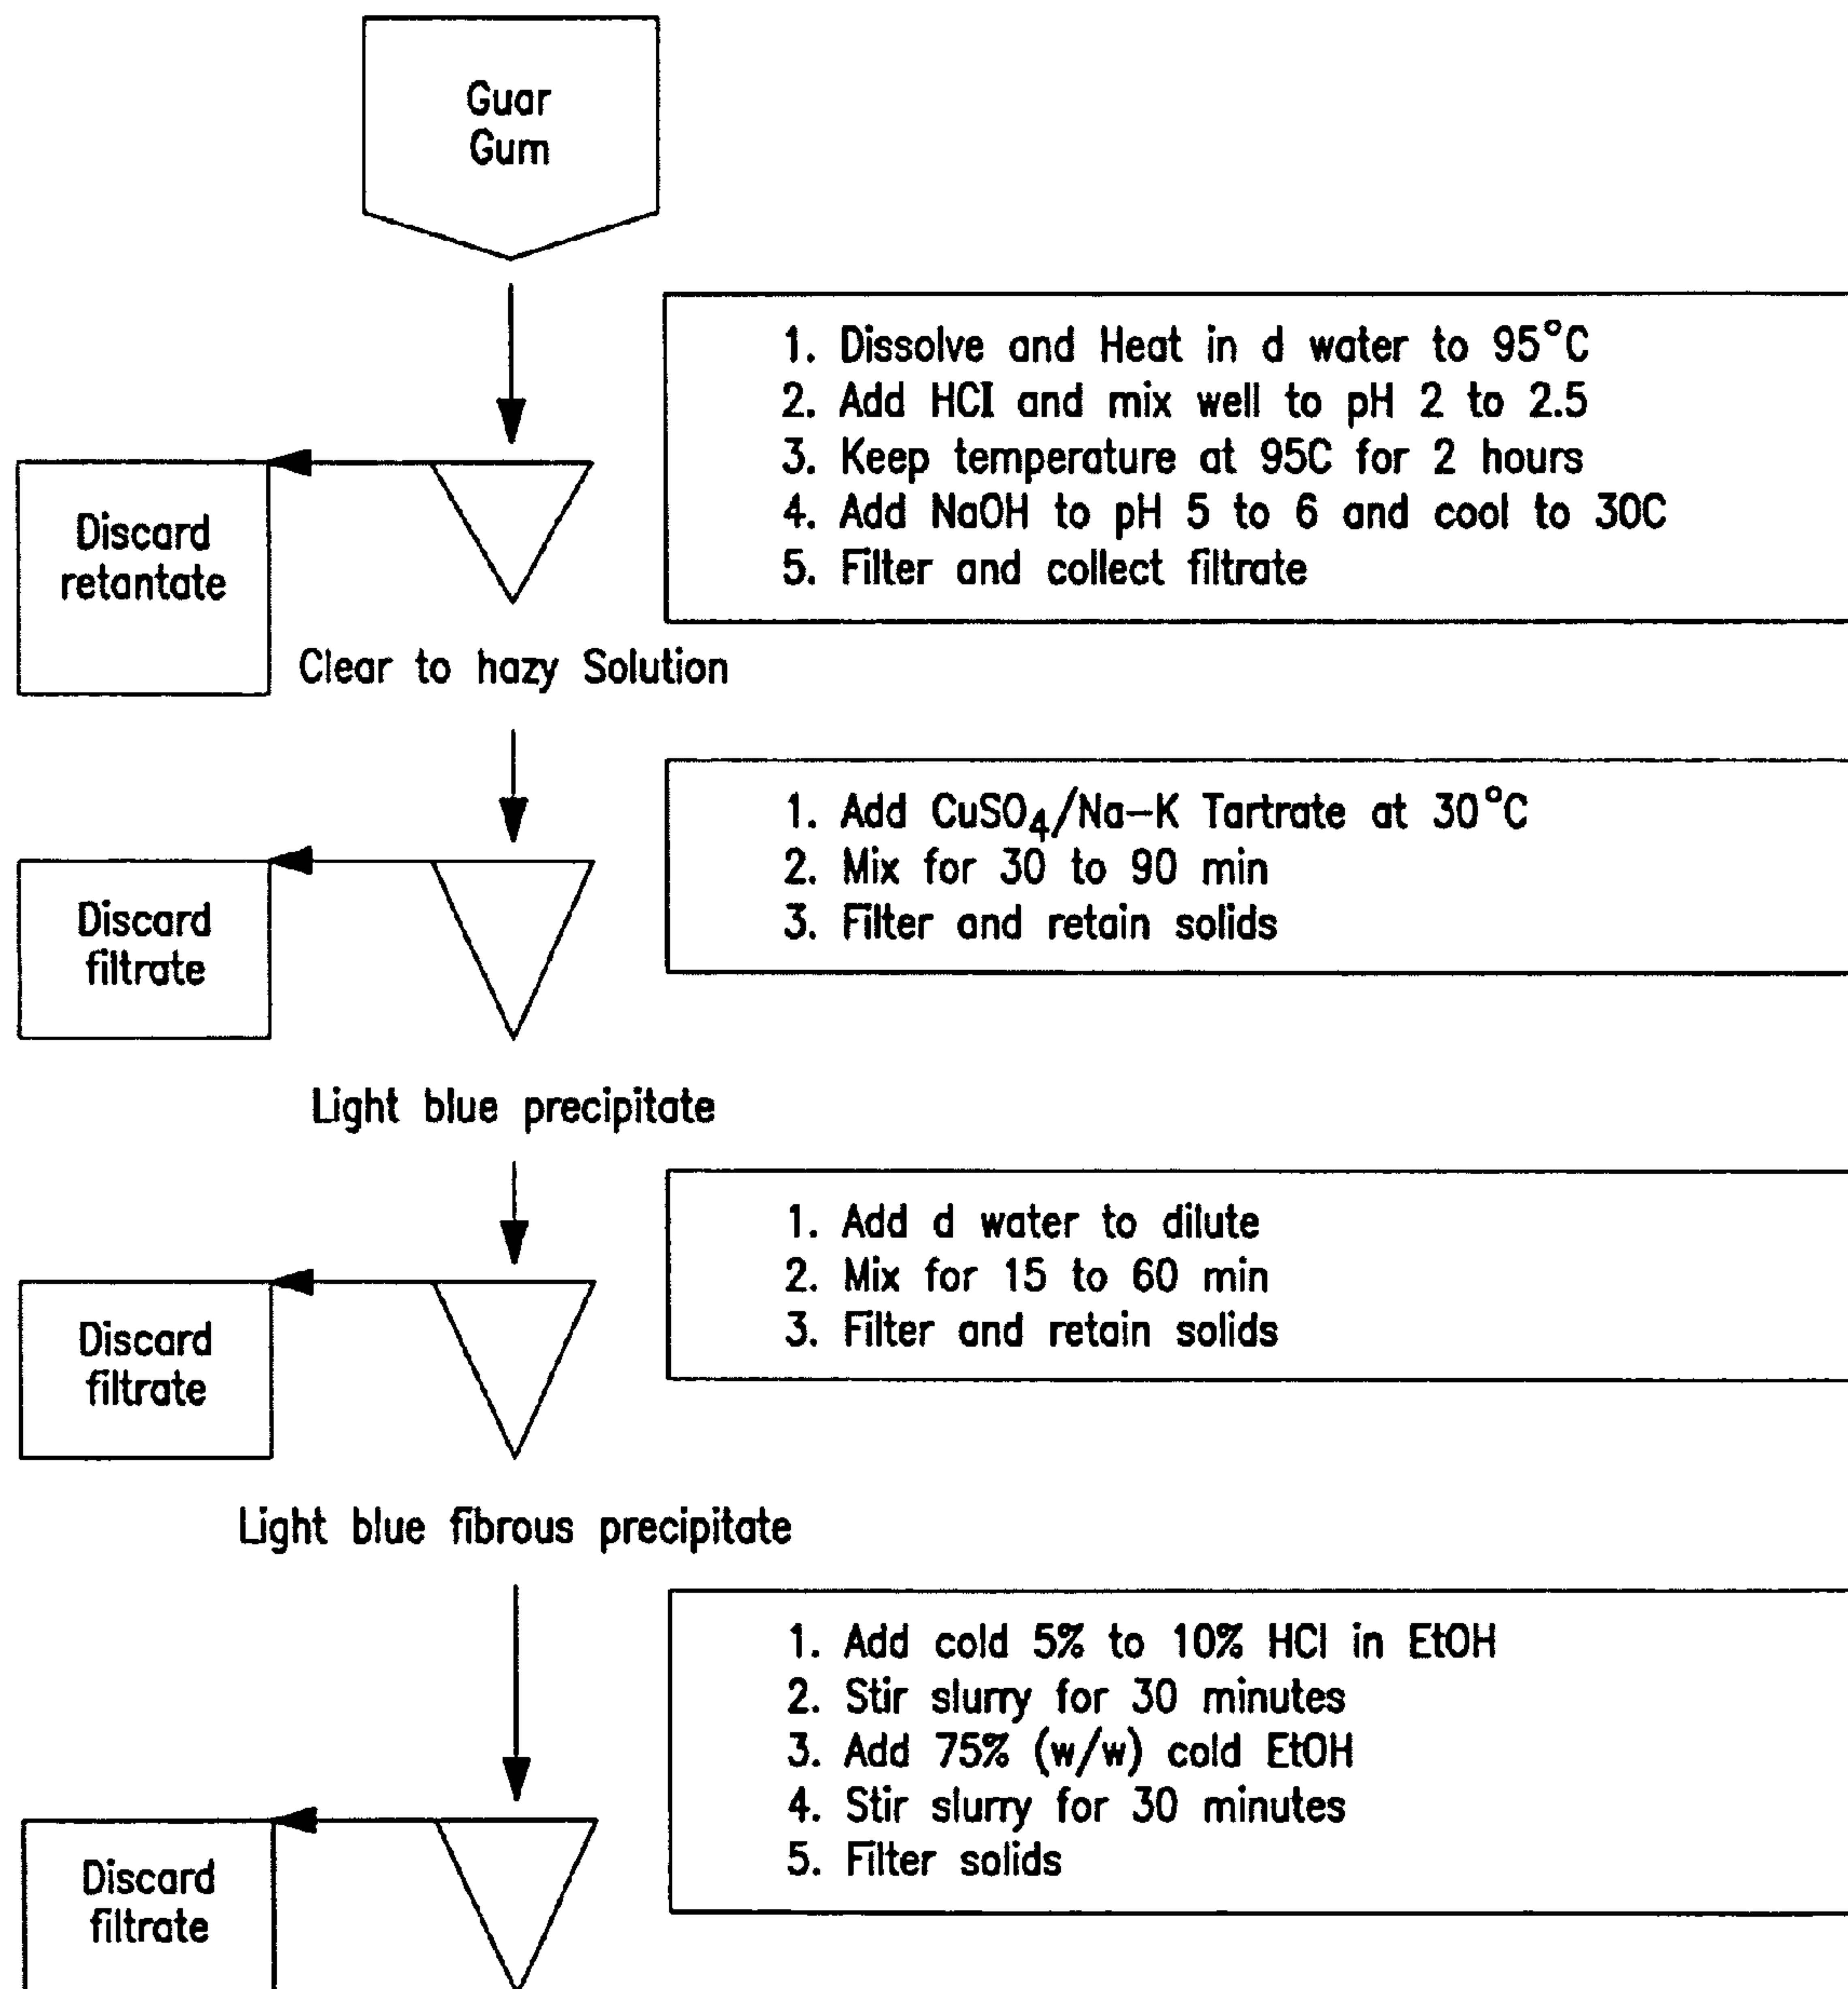 Guar
Gum
1. Dissolve and Heat in d water to 95°C
2. Add HCl and mix well to pH 2 to 2.5
3. Keep temperature at 95C for 2 hours
4. Add NaOH to pH 5 to 6 and cool to 30C
5. Filter and collect filtrate
Discard
retantate
Clear to hazy Solution
1. Add CuSO₄/Na-K Tartrate at 30°C
2. Mix for 30 to 90 min
3. Filter and retain solids
Discard
filtrate
Light blue precipitate
1. Add d water to dilute
2. Mix for 15 to 60 min
3. Filter and retain solids
Discard
filtrate
Light blue fibrous precipitate
1. Add cold 5% to 10% HCl in EtOH
2. Stir slurry for 30 minutes
3. Add 75% (w/w) cold EtOH
4. Stir slurry for 30 minutes
5. Filter solids
Discard
filtrate